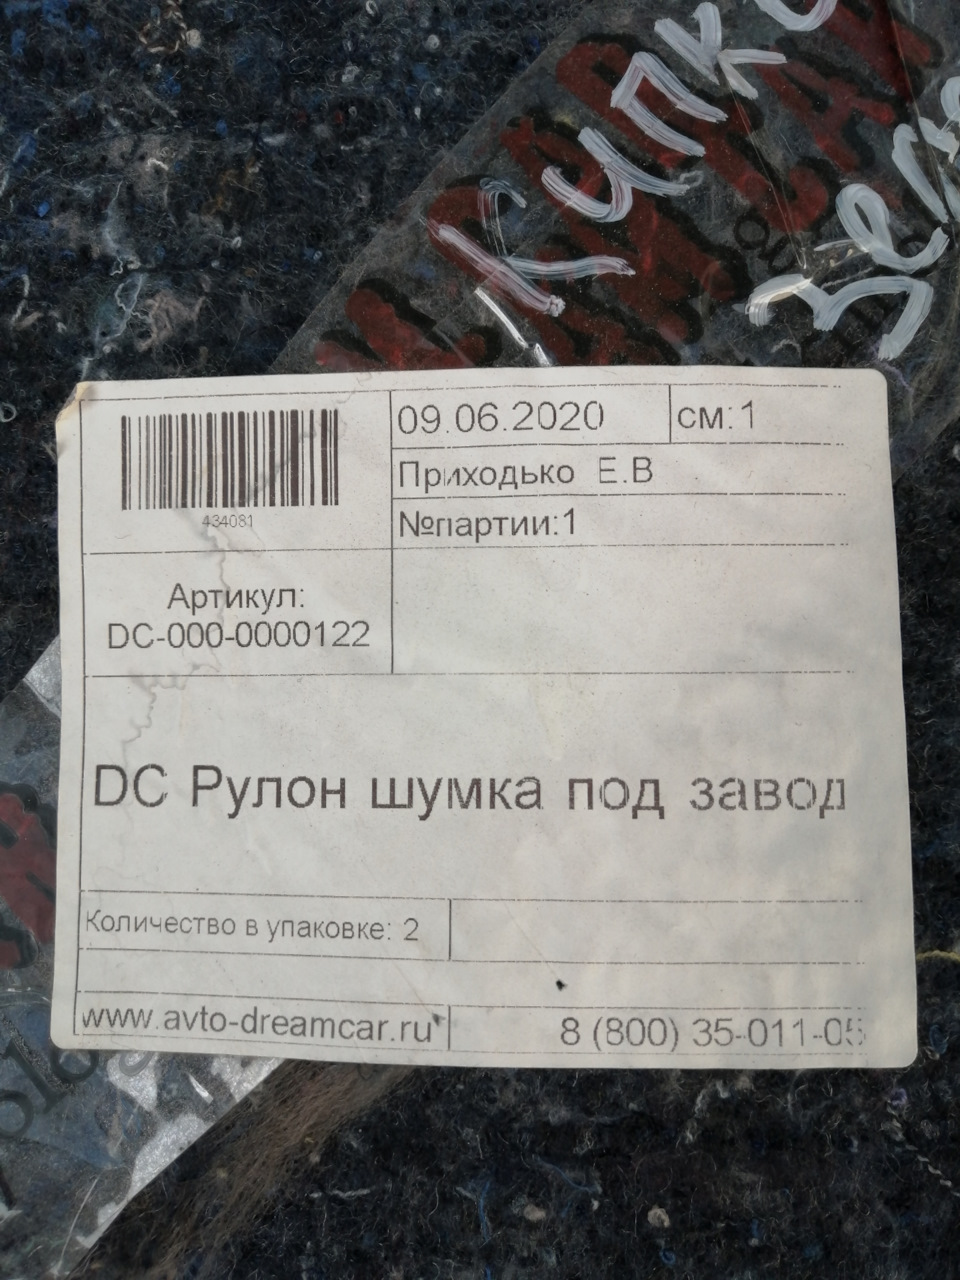 09.06.2020
см:1
Приходько Е.В
№партии:1
434081
Артикул:
DC-000-0000122
DC Рулон шумка под завод
Количество в упаковке: 2
www.avto-dreamcar.ru
8 (800) 35-011-05